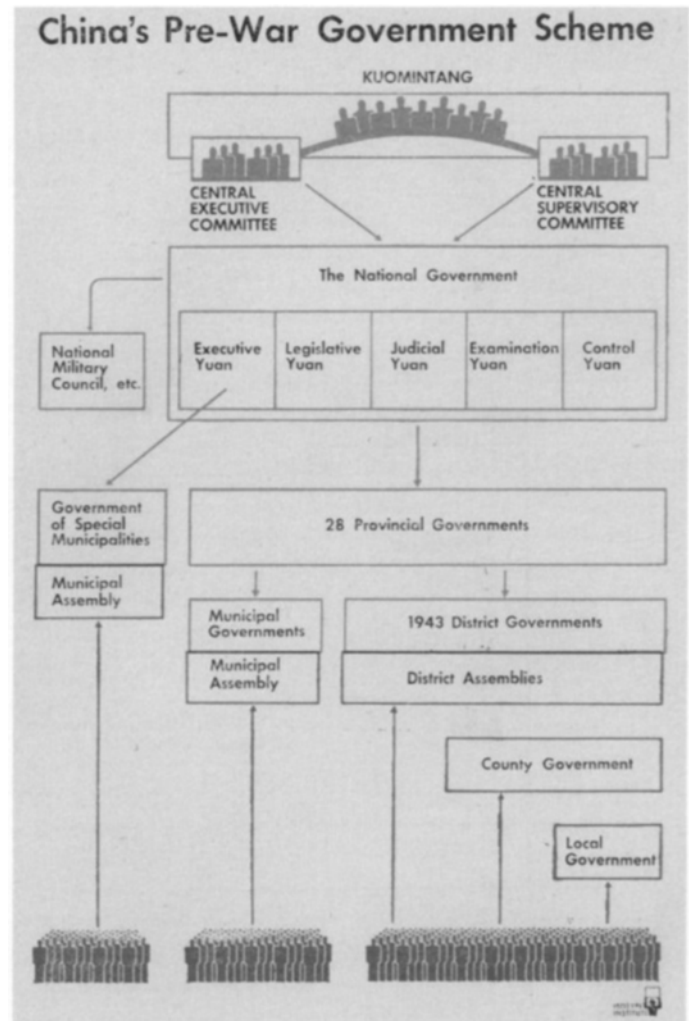 China's Pre-War Government Scheme
KUOMINTANG
CENTRAL
EXECUTIVE
COMMITTEE
CENTRAL
SUPERVISORY
COMMITTEE
The National Government
National
Military
Council, etc.
Executive
Yuan
Legislative
Yuan
Judicial
Yuan
Examination
Yuan
Control
Yuan
Government
of Special
Municipalities
Municipal
Assembly
28 Provincial Governments
Municipal
Governments
Municipal
Assembly
1943 District Governments
District Assemblies
County Government
Local
Government